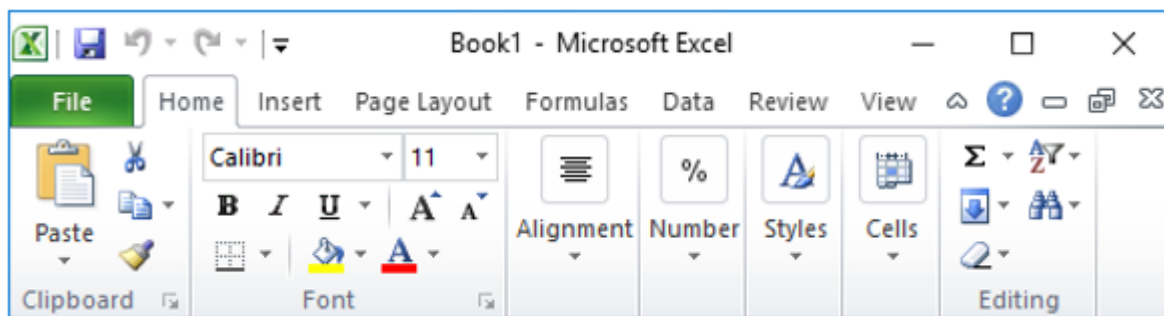 Book1 - Microsoft Excel
File Home Insert Page Layout Formulas Data Review View
Calibri 11
%
B I U A A
Paste Alignment Number Styles Cells
A
Clipboard Font Editing